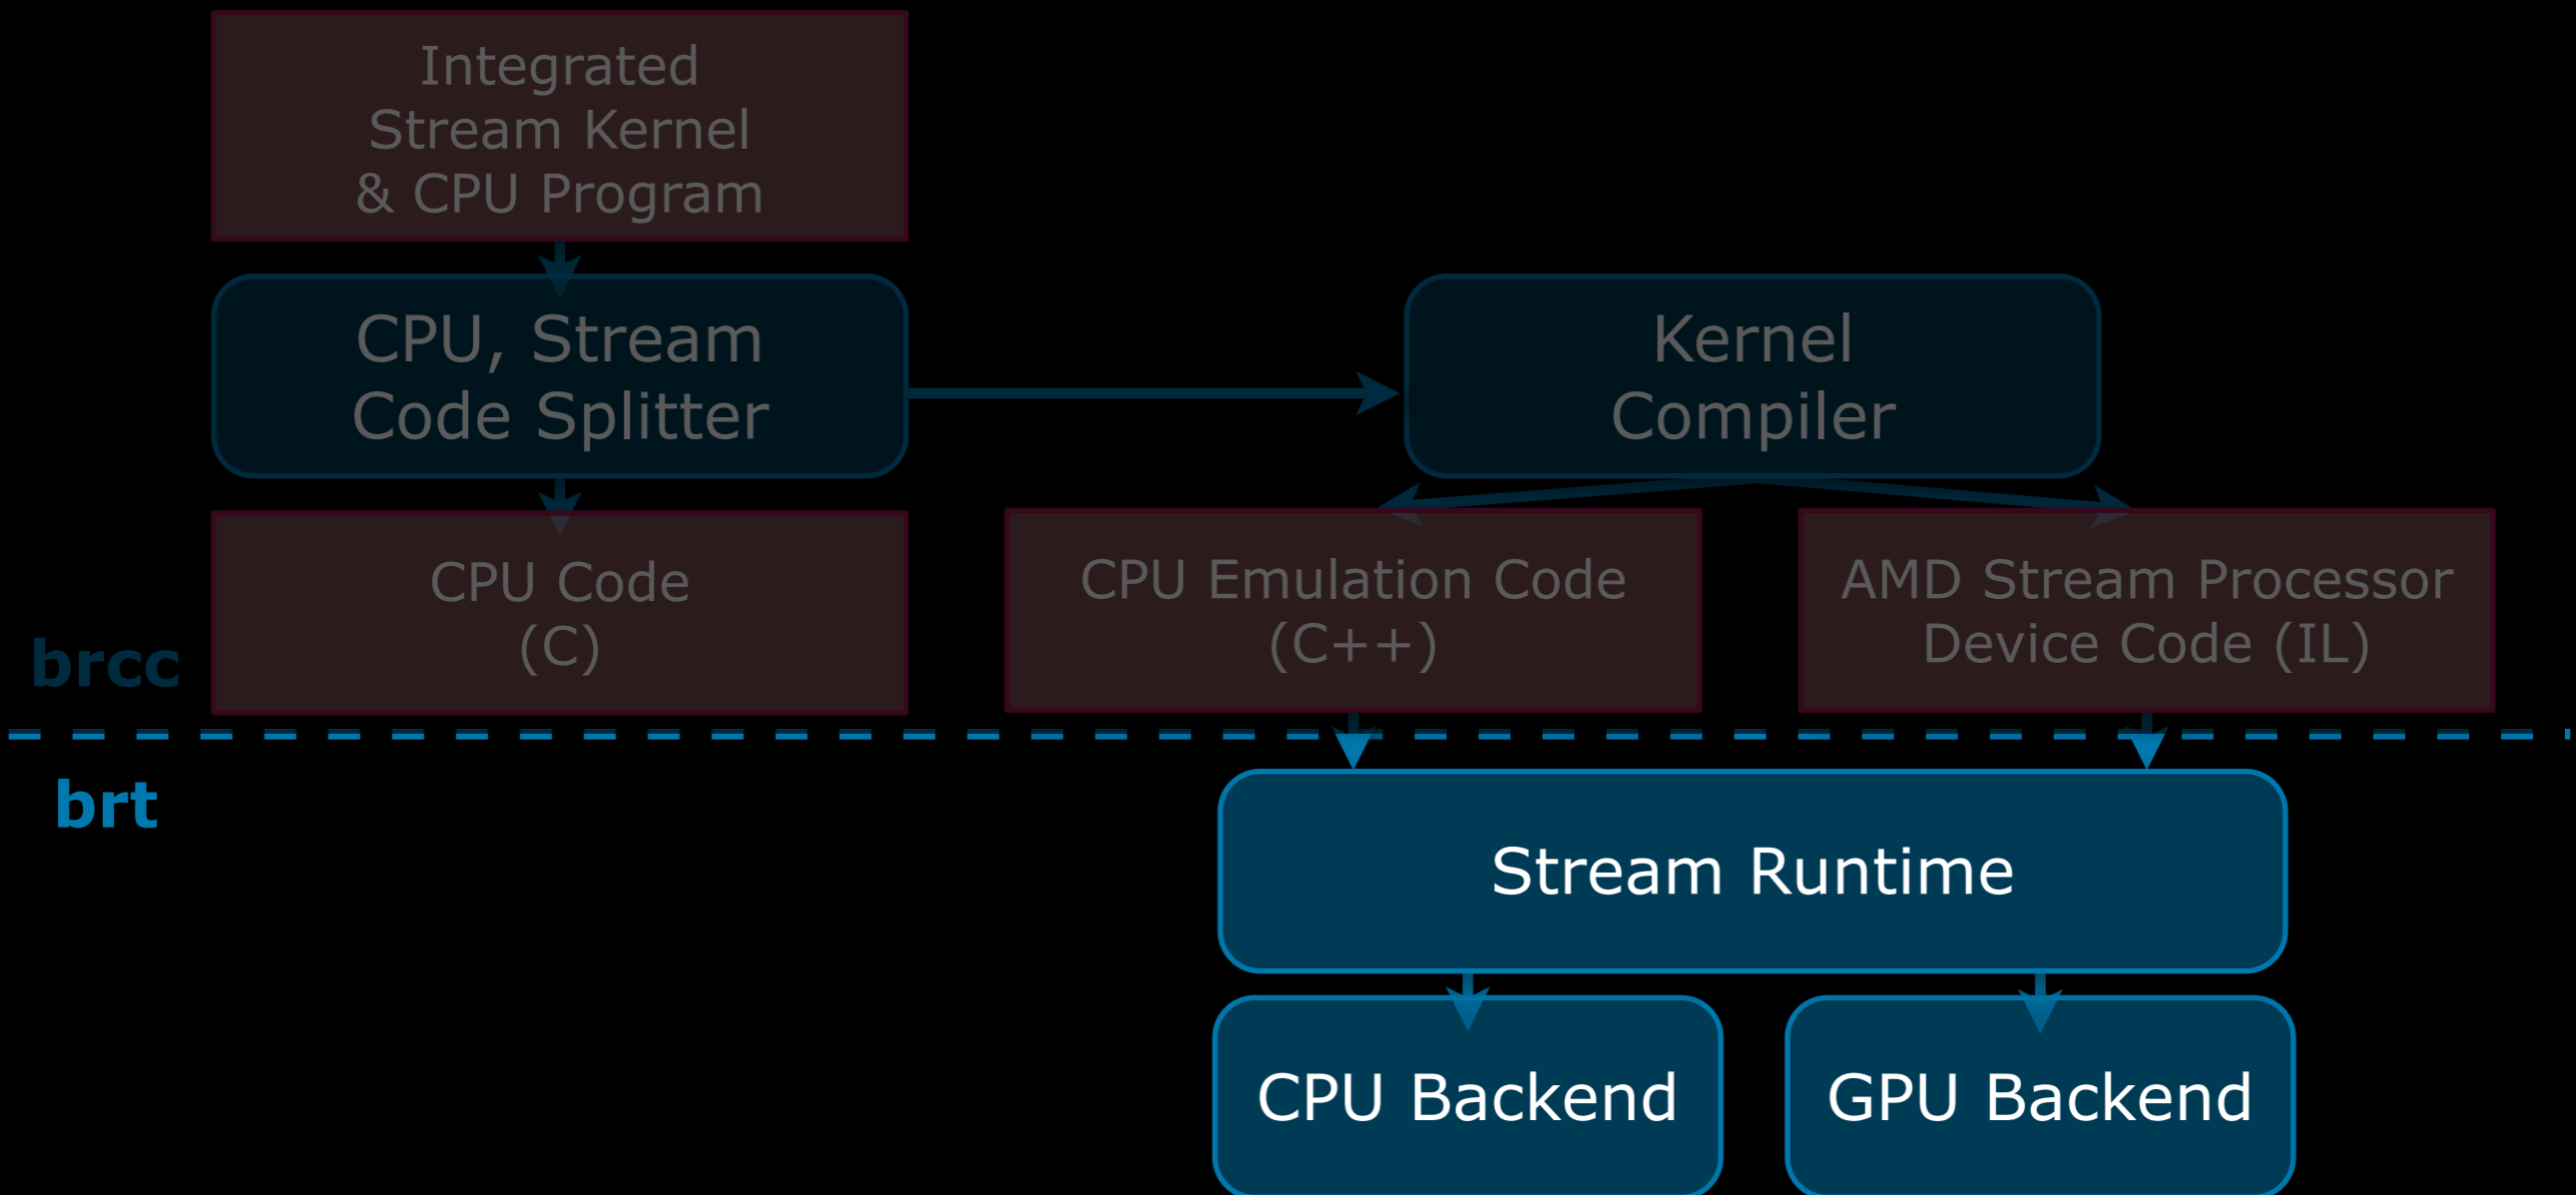 Integrated
Stream Kernel
& CPU Program
CPU, Stream
Code Splitter
Kernel
Compiler
CPU Code
(C)
CPU Emulation Code
(C++)
AMD Stream Processor
Device Code (IL)
brcc
brt
Stream Runtime
CPU Backend
GPU Backend